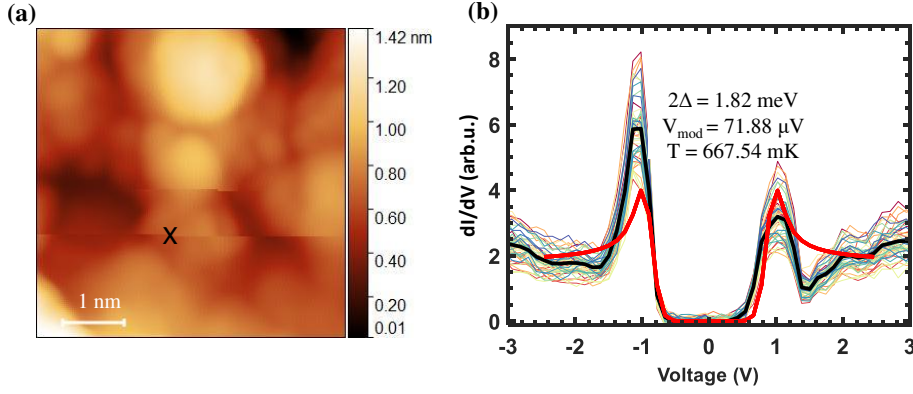 (a)
1.42 nm
1.20
1.00
0.80
0.60
0.40
0.20
0.01
X
1 nm
(b)
8
6
4
2
0
dI/dV (arb.u.)
2Δ = 1.82 meV
Vmod = 71.88 μV
T = 667.54 mK
-3 -2 -1 0 1 2 3
Voltage (V)